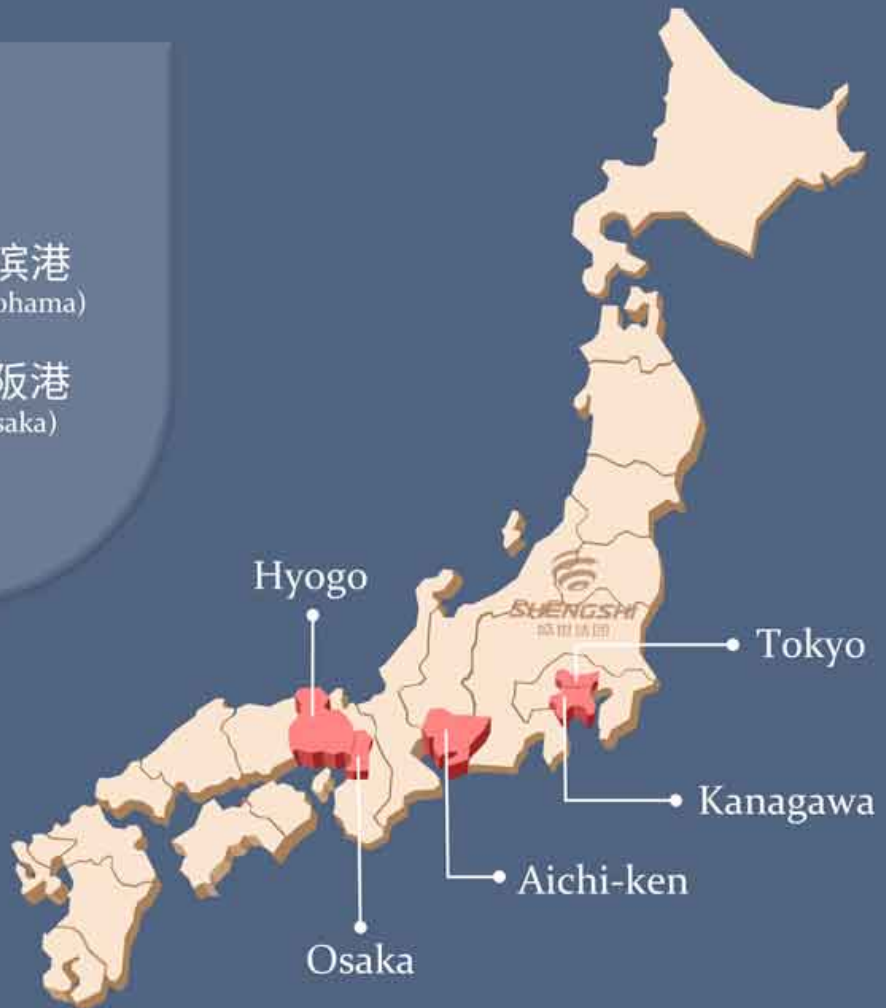 滨港
ohama)
阪港
saka)
Hyogo
SHENGSHI
盛世集团
Tokyo
Kanagawa
Aichi-ken
Osaka